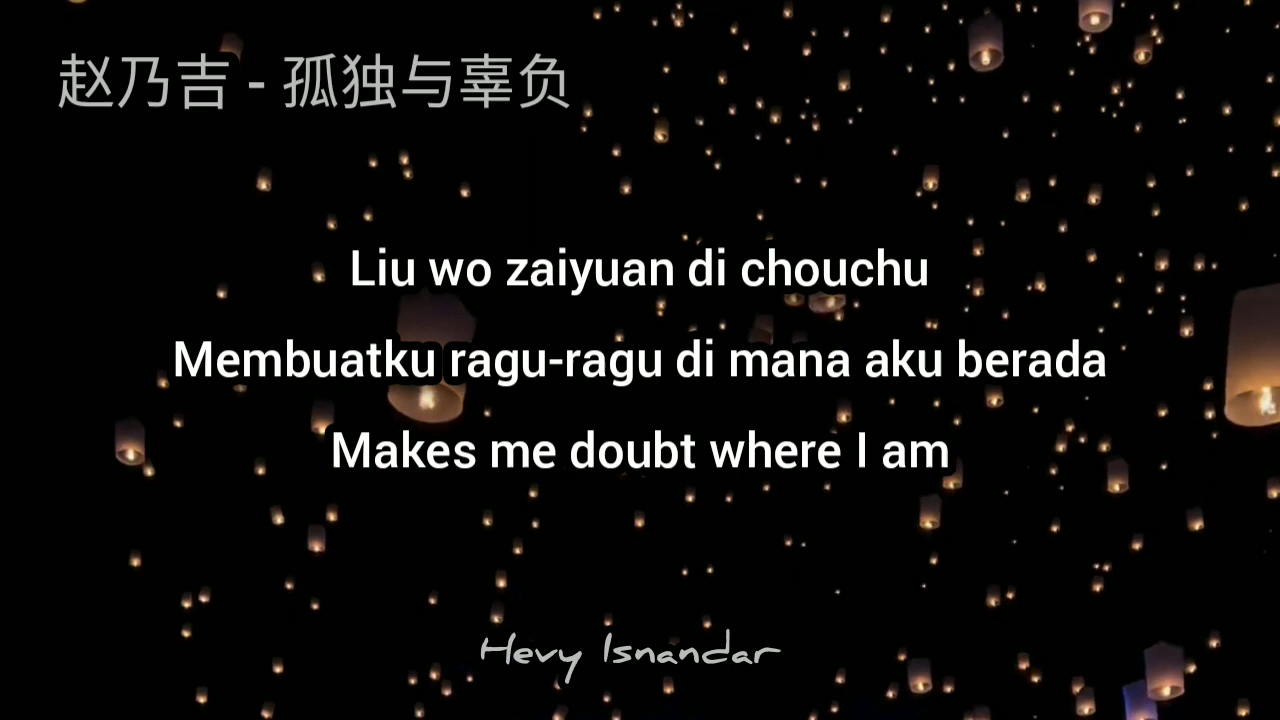 赵乃吉 - 孤独与辜负
Liu wo zaiyuan di chouchu
Membuatku ragu-ragu di mana aku berada
Makes me doubt where I am
Hevy Isnandar